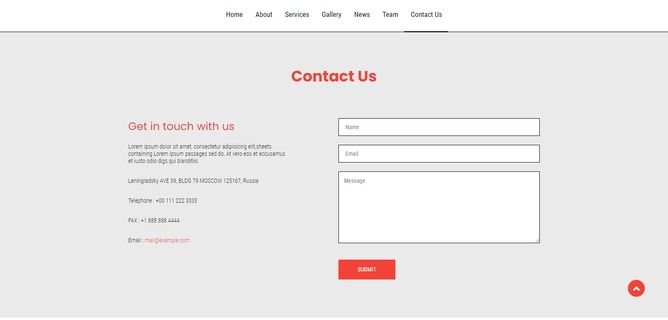 Home About Services Gallery News Team Contact Us
Contact Us
Get in touch with us
Lorem ipsum dolor sit amet, consectetur adipisicing elit,sheets
containing Lorem Ipsum passages sed do, At vero eos et accusamus
et iusto odio digs qui blanditiis
Leningradsky AVE 39, BLDG 79 MOSCOW 125167, Russia
Telephone : +00 111 222 3333
FAX : +1 888 888 4444
Email : mail@example.com
Name
Email
Message
SUBMIT